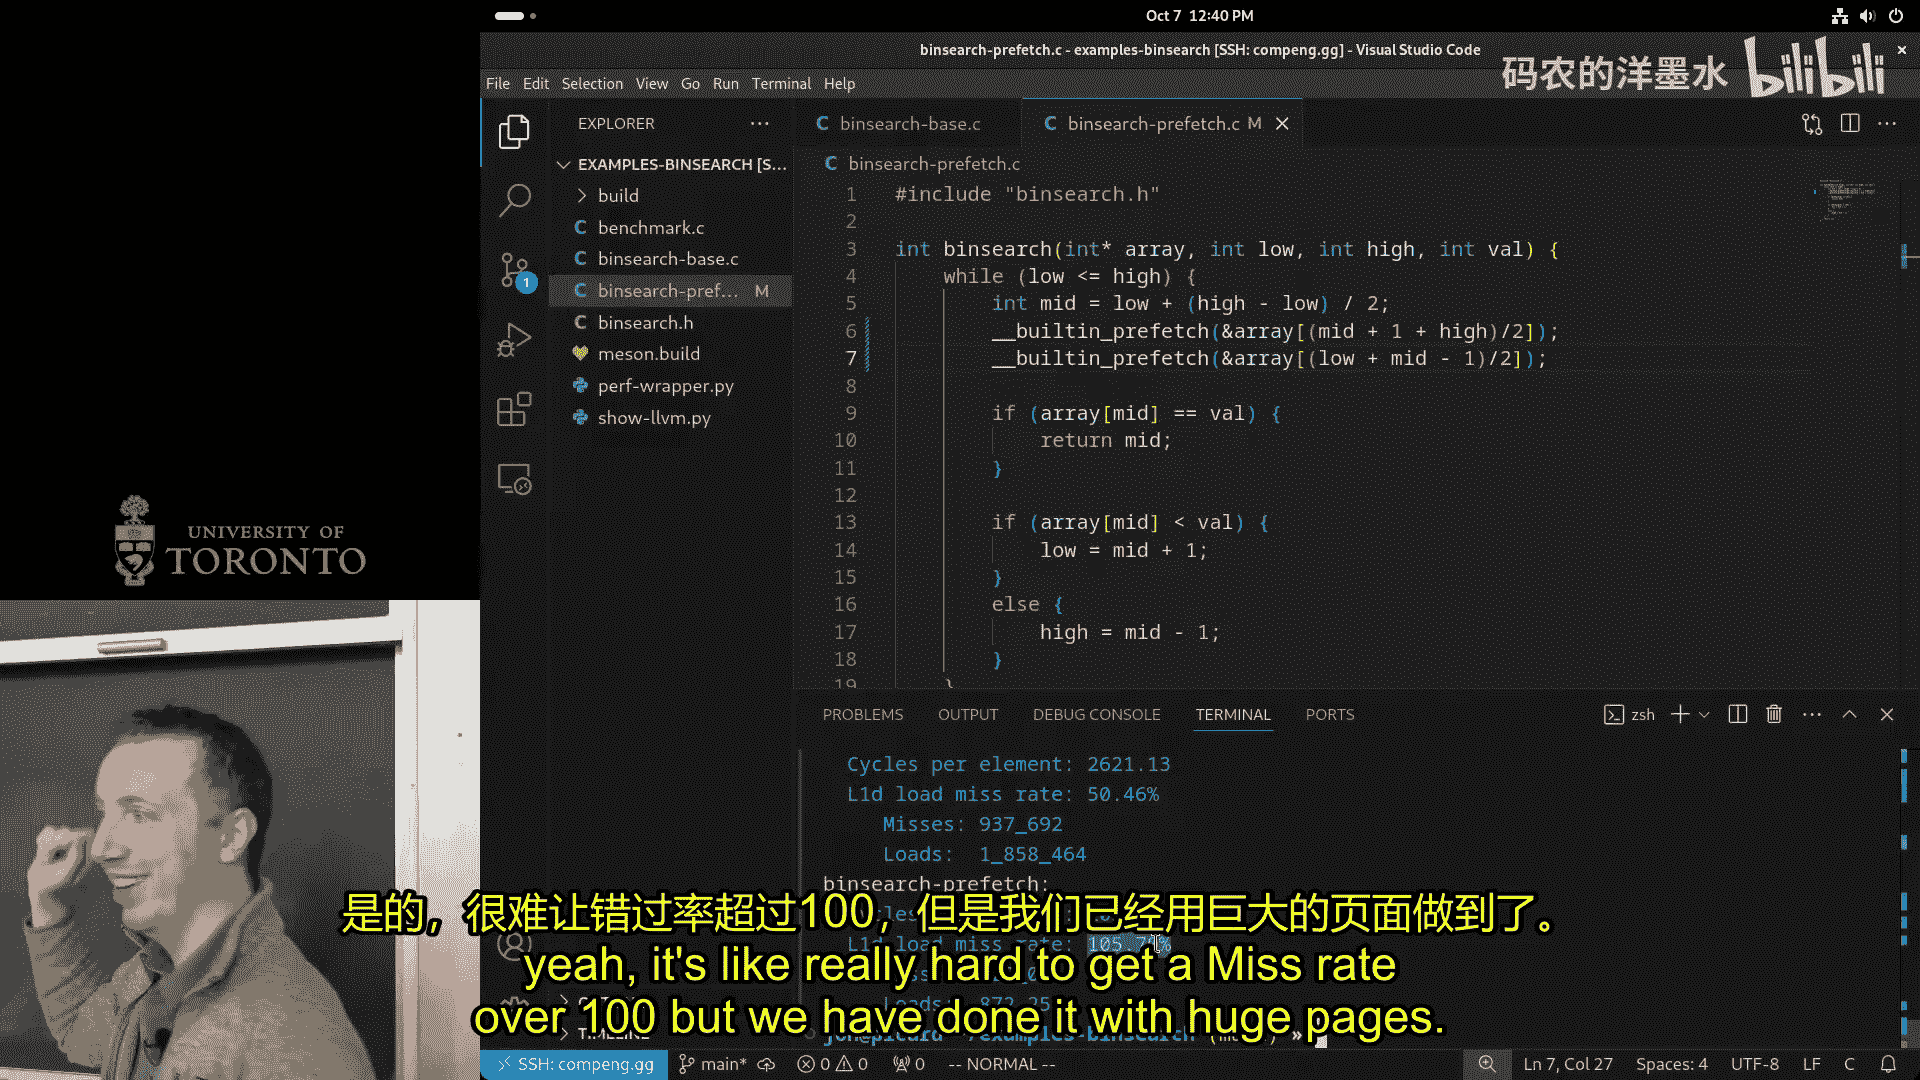 Oct 7 12:40 PM
binsearch-prefetch.c - examples-binsearch [SSH: compeng.gg] - Visual Studio Code
码农的洋墨水 bilibili
File Edit Selection View Go Run Terminal Help
EXPLORER
binsearch-base.c
binsearch-prefetch.c M
EXAMPLES-BINSEARCH [S...
build
benchmark.c
binsearch-base.c
binsearch-pref... M
binsearch.h
meson.build
perf-wrapper.py
show-llvm.py
1
C binsearch-prefetch.c
1 #include "binsearch.h"
2
3 int binsearch(int* array, int low, int high, int val) {
4 while (low <= high) {
5 int mid = low + (high - low) / 2;
6 __builtin_prefetch(&array[(mid + 1 + high)/2]);
7 __builtin_prefetch(&array[(low + mid - 1)/2]);
8
9 if (array[mid] == val) {
10 return mid;
11 }
12
13 if (array[mid] < val) {
14 low = mid + 1;
15 }
16 else {
17 high = mid - 1;
18 }
19 }
UNIVERSITY OF
TORONTO
PROBLEMS OUTPUT DEBUG CONSOLE TERMINAL PORTS
zsh
Cycles per element: 2621.13
L1d load miss rate: 50.46%
Misses: 937_692
Loads: 1_858_464
binsearch-prefetch:
L1d load miss rate:
Loads:
是的，很难让错过率超过100，但是我们已经用巨大的页面做到了。
yeah, it's like really hard to get a Miss rate
over 100 but we have done it with huge pages.
TIMELINE
SSH: compeng.gg main* 0 0 0 -- NORMAL -- Ln 7, Col 27 Spaces: 4 UTF-8 LF C